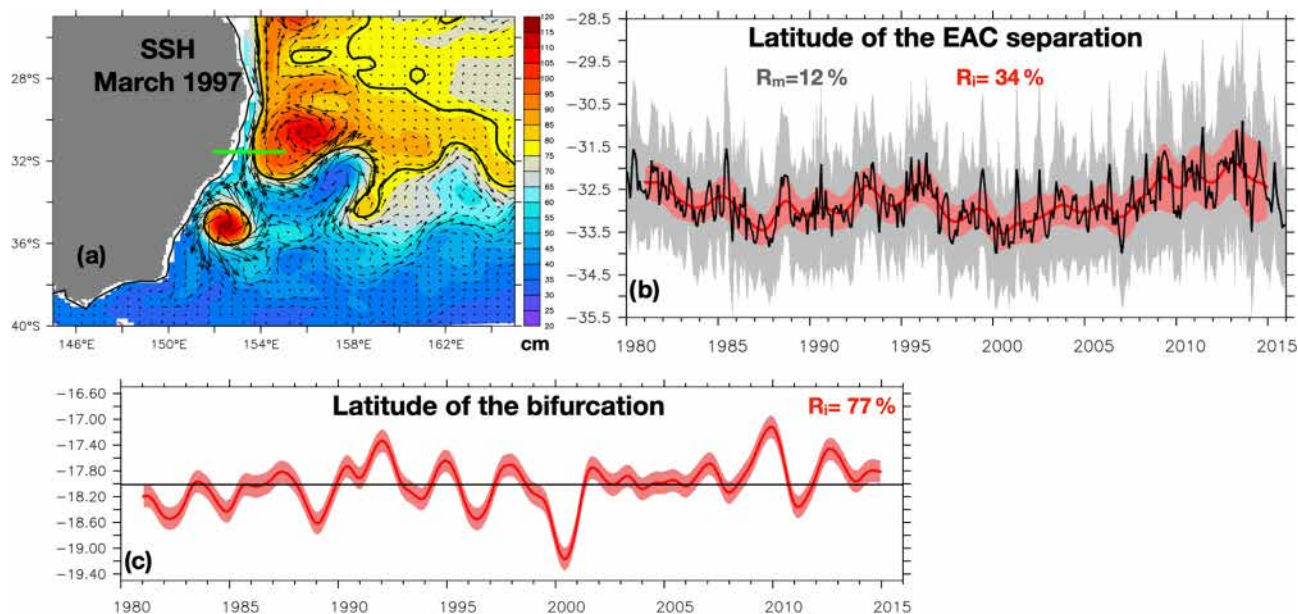 SSH
March 1997
28°S
32°S
36°S
40°S
(a)
146°E 150°E 154°E 158°E 162°E
120
115
110
105
100
95
90
85
80
75
70
65
60
55
50
45
40
35
30
25
20
cm
Latitude of the EAC separation
Rm=12 % Ri= 34 %
−28.5
−29.5
−30.5
−31.5
−32.5
−33.5
−34.5
−35.5
(b)
1980 1985 1990 1995 2000 2005 2010 2015
Latitude of the bifurcation
Ri= 77 %
−16.60
−17.00
−17.40
−17.80
−18.20
−18.60
−19.00
−19.40
(c)
1980 1985 1990 1995 2000 2005 2010 2015